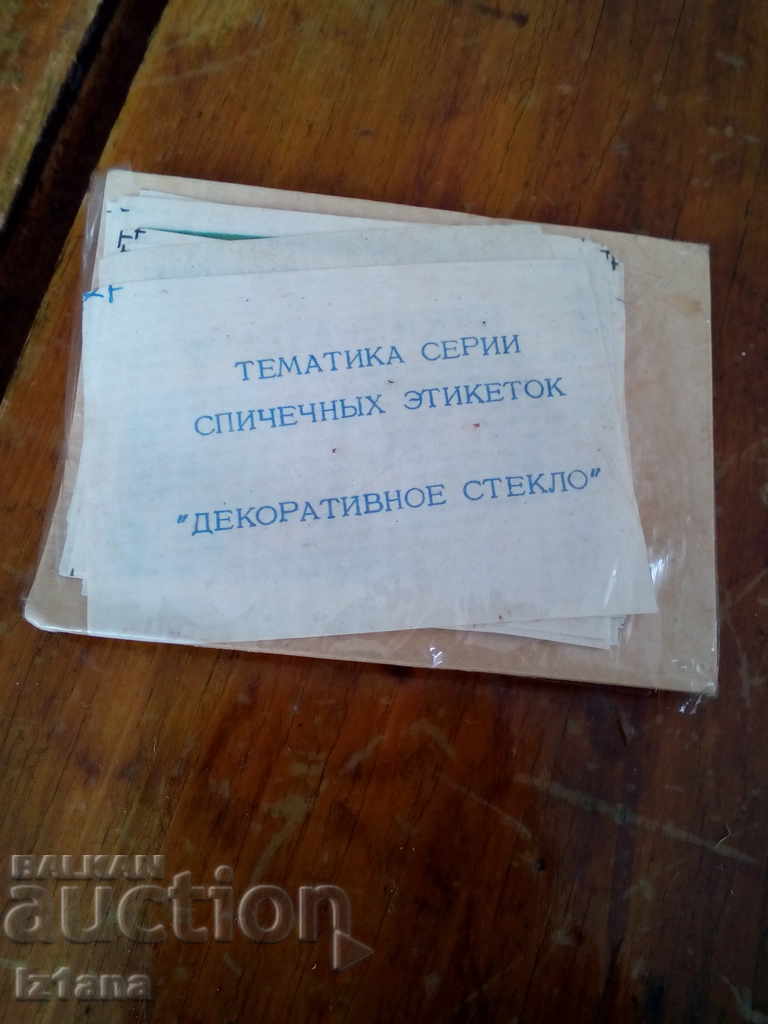 ТЕМАТИКА СЕРИИ
СПИЧЕЧНЫХ ЭТИКЕТОК
"ДЕКОРАТИВНОЕ СТЕКЛО"
BALKAN
auction
Iz1ana